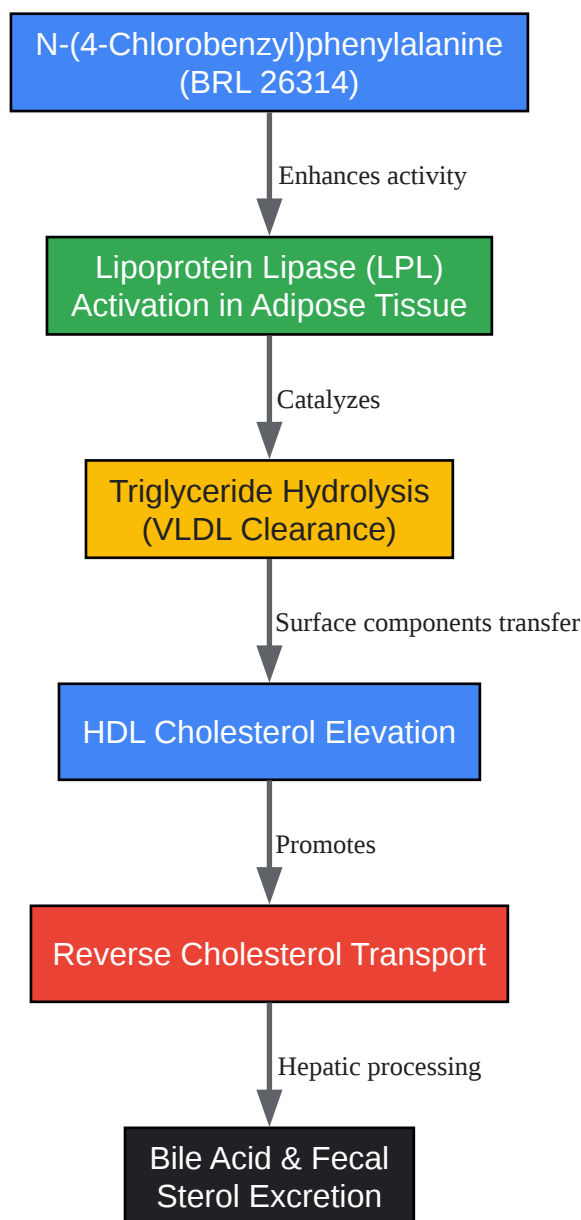 N-(4-Chlorobenzyl)phenylalanine
(BRL 26314)
Enhances activity
Lipoprotein Lipase (LPL)
Activation in Adipose Tissue
Catalyzes
Triglyceride Hydrolysis
(VLDL Clearance)
Surface components transfer
HDL Cholesterol Elevation
Promotes
Reverse Cholesterol Transport
Hepatic processing
Bile Acid & Fecal
Sterol Excretion